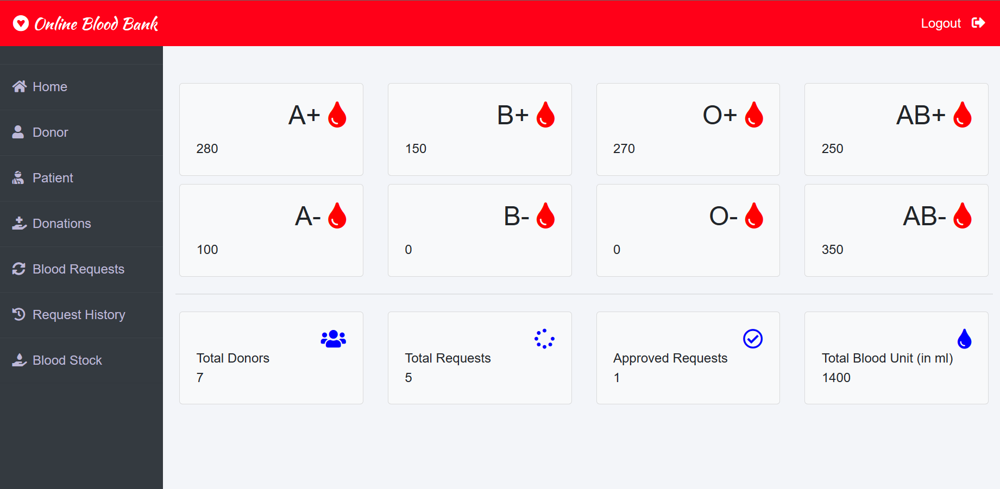 Online Blood Bank
Logout
Home
Donor
Patient
Donations
Blood Requests
Request History
Blood Stock
A+
280
B+
150
O+
270
AB+
250
A-
100
B-
0
O-
0
AB-
350
Total Donors
7
Total Requests
5
Approved Requests
1
Total Blood Unit (in ml)
1400